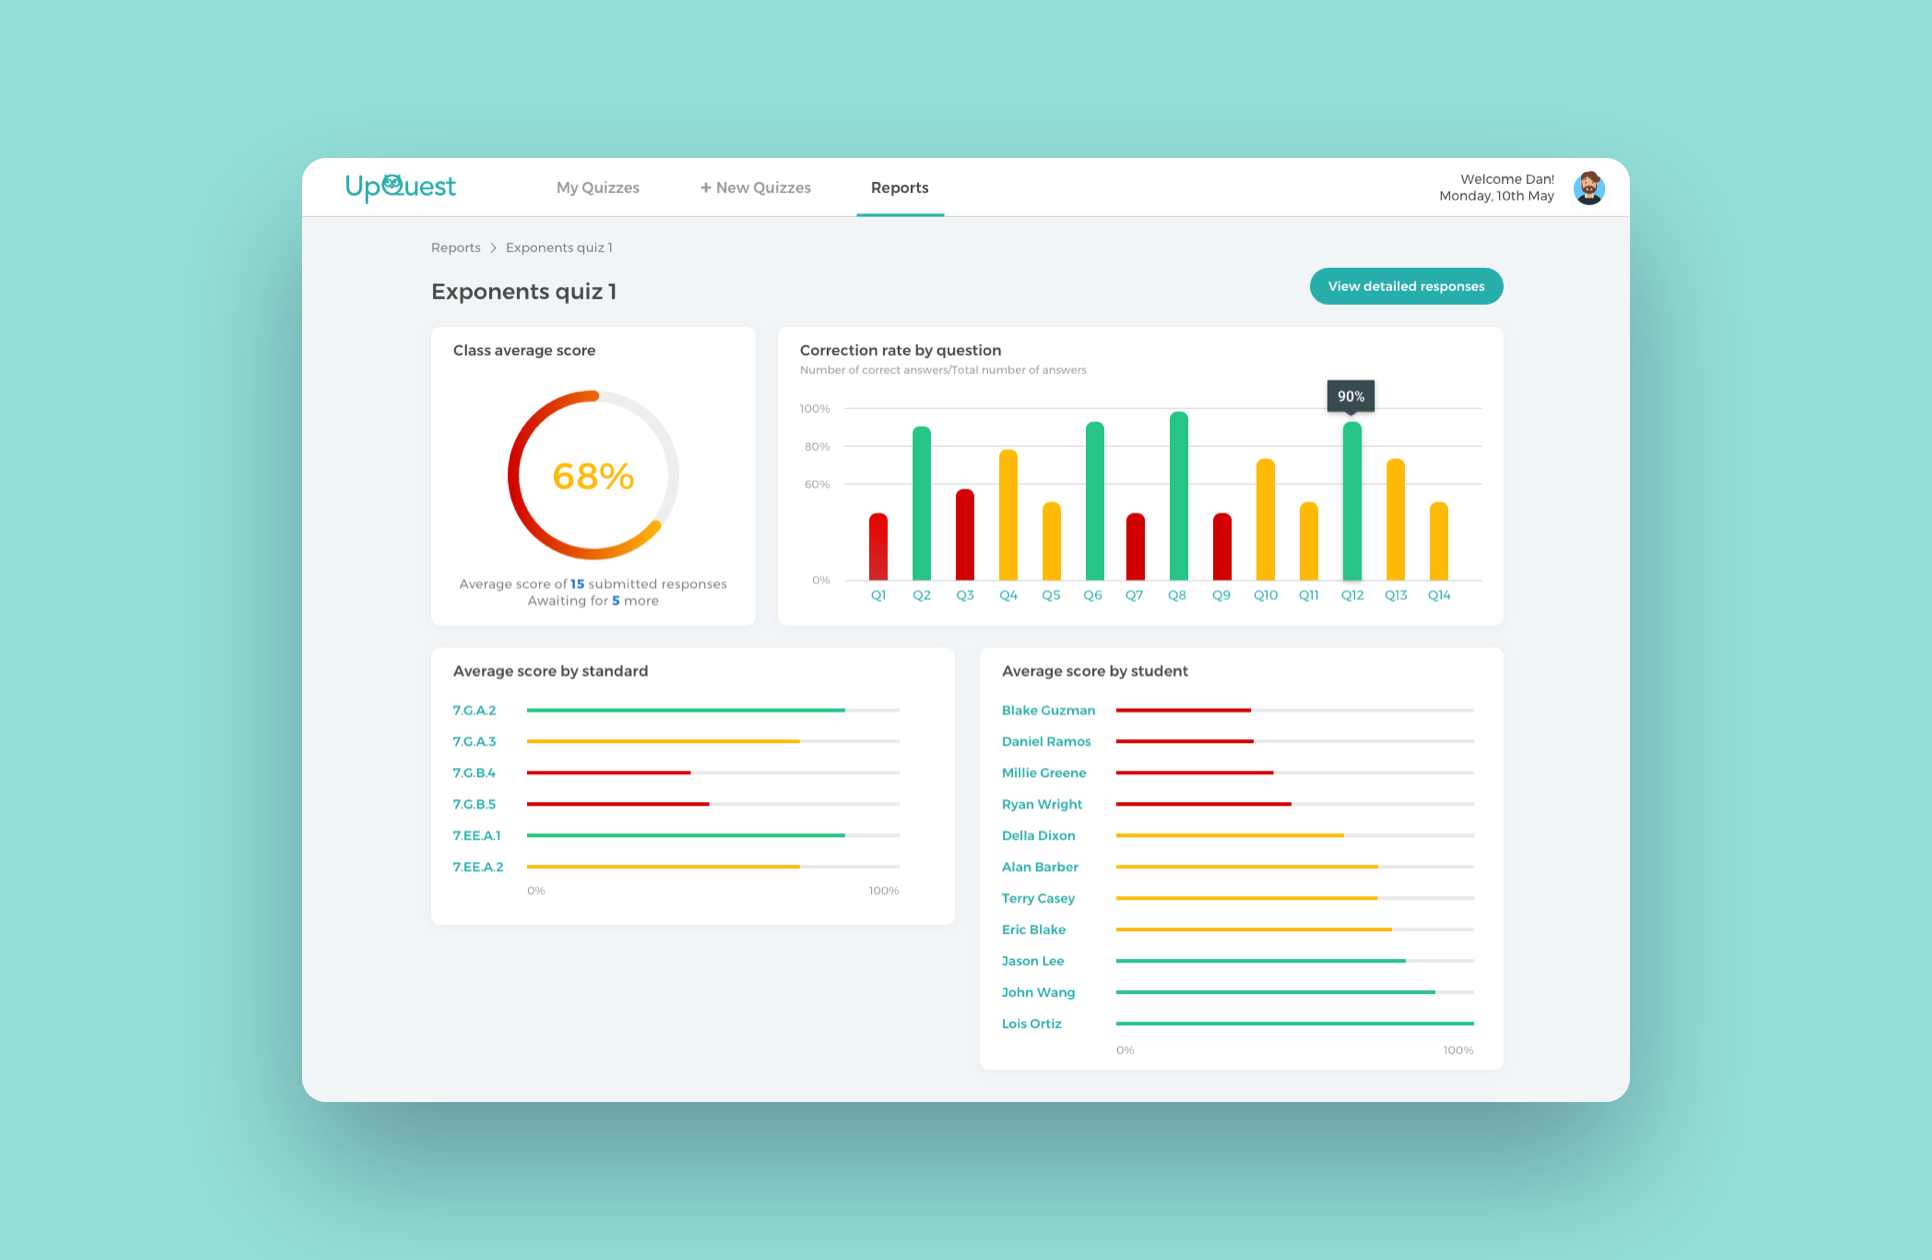 UpQuest
My Quizzes
+ New Quizzes
Reports
Welcome Dan!
Monday, 10th May
Reports > Exponents quiz 1
Exponents quiz 1
View detailed responses
Class average score
68%
Average score of 15 submitted responses
Awaiting for 5 more
Correction rate by question
Number of correct answers/Total number of answers
90%
100%
80%
60%
0%
Q1 Q2 Q3 Q4 Q5 Q6 Q7 Q8 Q9 Q10 Q11 Q12 Q13 Q14
Average score by standard
7.G.A.2
7.G.A.3
7.G.B.4
7.G.B.5
7.EE.A.1
7.EE.A.2
0% 100%
Average score by student
Blake Guzman
Daniel Ramos
Millie Greene
Ryan Wright
Della Dixon
Alan Barber
Terry Casey
Eric Blake
Jason Lee
John Wang
Lois Ortiz
0% 100%